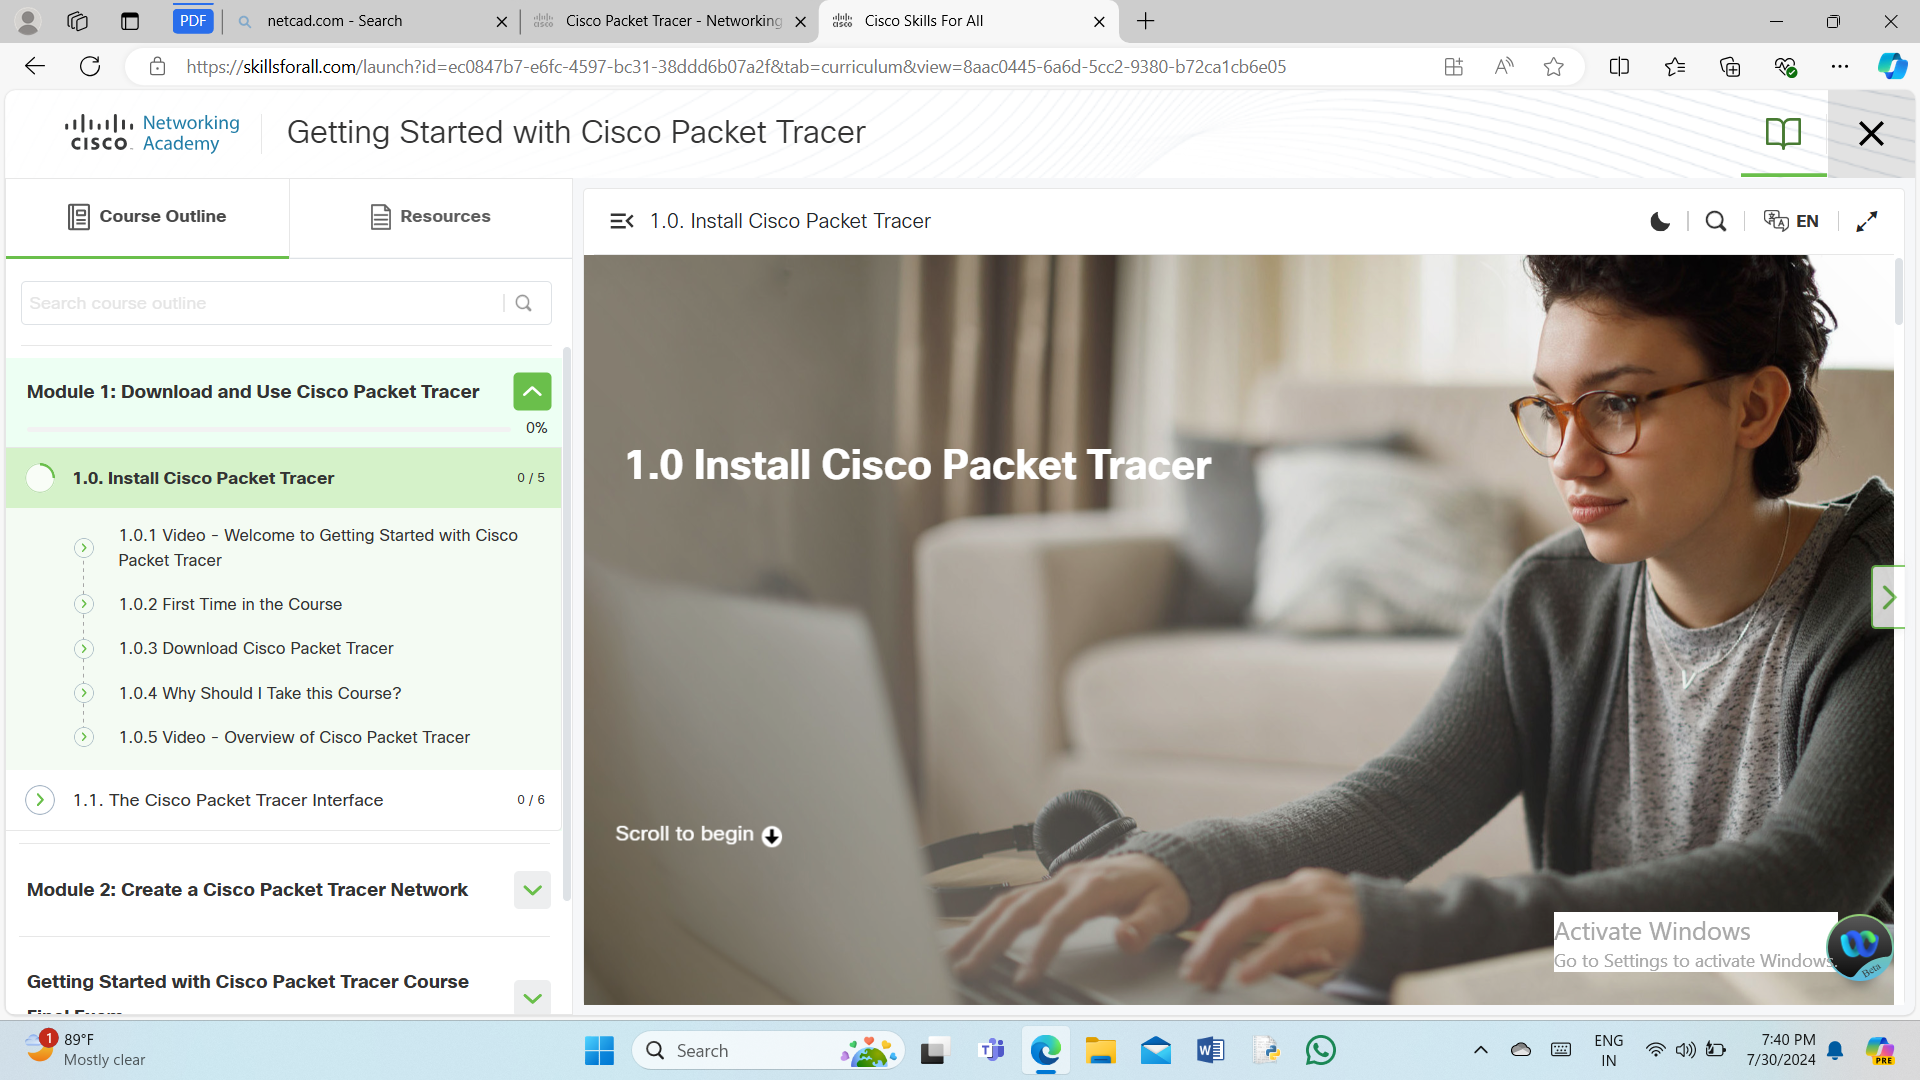 PDF
netcad.com - Search
Cisco Packet Tracer - Networking
Cisco Skills For All
https://skillsforall.com/launch?id=ec0847b7-e6fc-4597-bc31-38ddd6b07a2f&tab=curriculum&view=8aac0445-6a6d-5cc2-9380-b72ca1cb6e05
CISCO
Networking
Academy
Getting Started with Cisco Packet Tracer
Course Outline
Resources
Search course outline
1.0. Install Cisco Packet Tracer
EN
Module 1: Download and Use Cisco Packet Tracer
0%
1.0. Install Cisco Packet Tracer
0 / 5
1.0.1 Video - Welcome to Getting Started with Cisco
Packet Tracer
1.0.2 First Time in the Course
1.0.3 Download Cisco Packet Tracer
1.0.4 Why Should I Take this Course?
1.0.5 Video - Overview of Cisco Packet Tracer
1.1. The Cisco Packet Tracer Interface
0 / 6
Module 2: Create a Cisco Packet Tracer Network
Getting Started with Cisco Packet Tracer Course
Final Exam
1.0 Install Cisco Packet Tracer
Scroll to begin
Activate Windows
Go to Settings to activate Windows.
Beta
1
89°F
Mostly clear
Search
ENG
IN
7:40 PM
7/30/2024
PRE